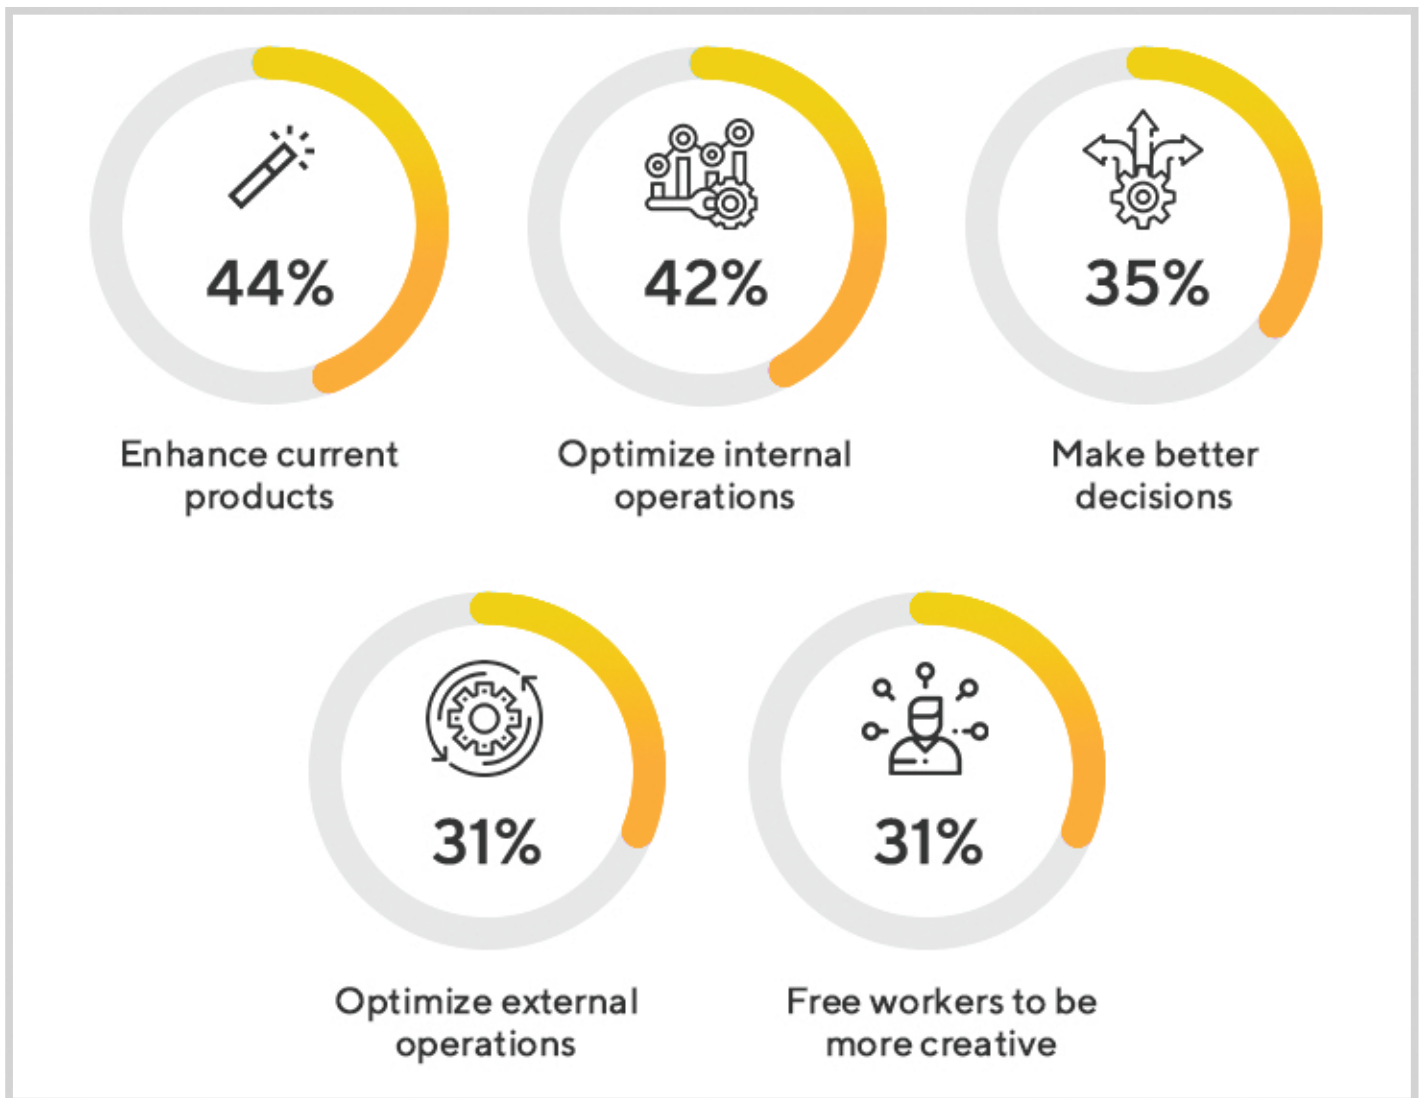 44%
Enhance current
products
42%
Optimize internal
operations
35%
Make better
decisions
31%
Optimize external
operations
31%
Free workers to be
more creative